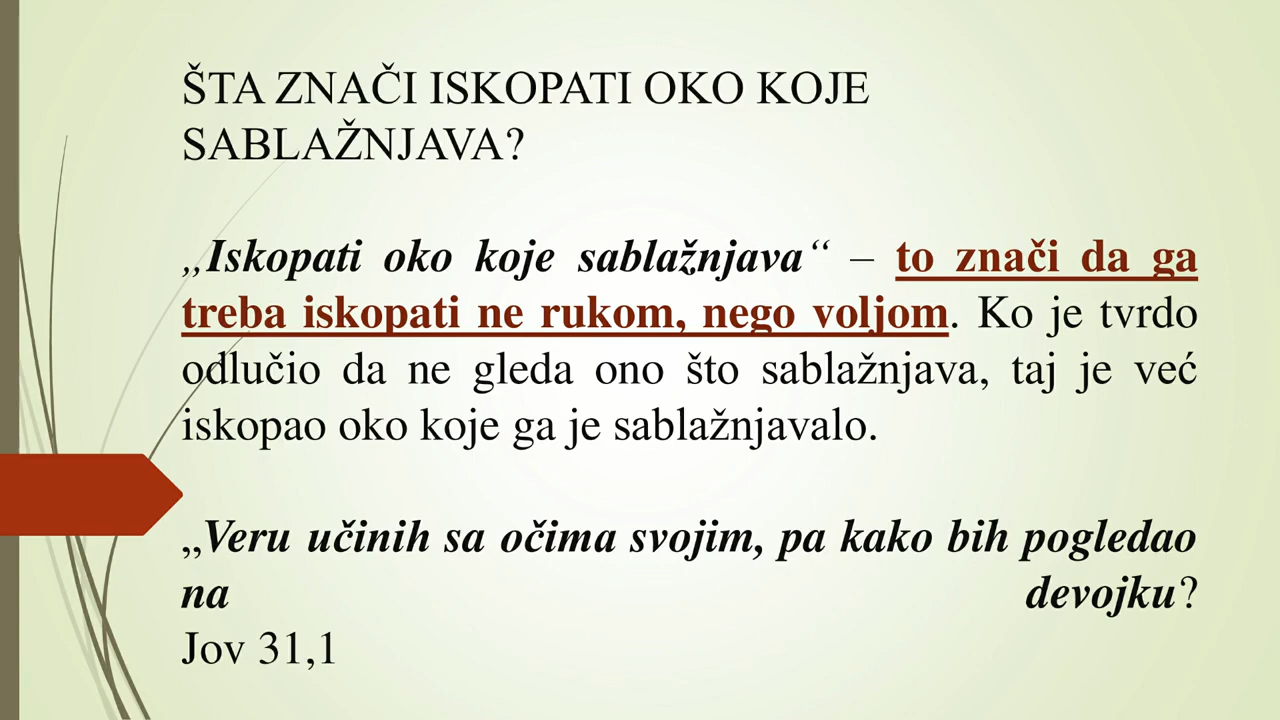 ŠTA ZNAČI ISKOPATI OKO KOJE
SABLAŽNJAVA?
„Iskopati oko koje sablažnjava“ – to znači da ga
treba iskopati ne rukom, nego voljom. Ko je tvrdo
odlučio da ne gleda ono što sablažnjava, taj je već
iskopao oko koje ga je sablažnjavalo.
„Veru učinih sa očima svojim, pa kako bih pogledao
na devojku?
Jov 31,1